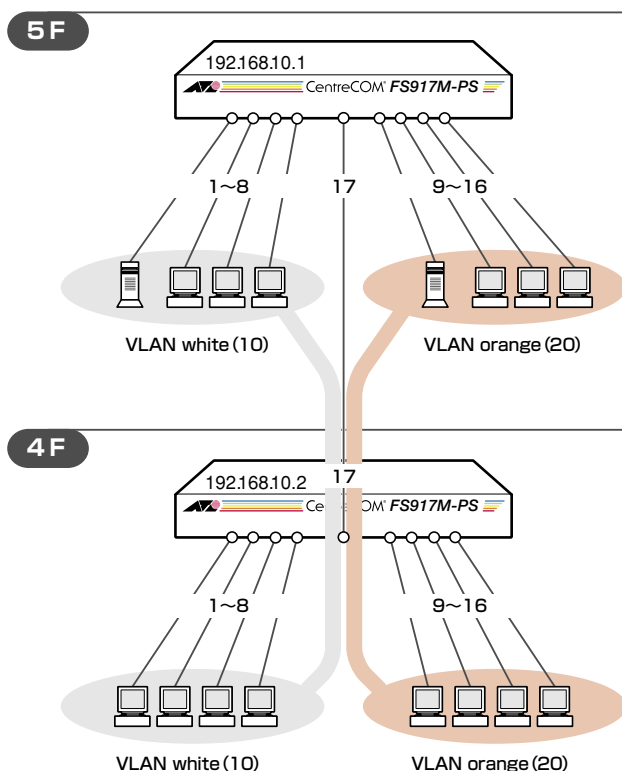 5F
192.168.10.1
CentreCOM® FS917M-PS
1～8
17
9～16
VLAN white(10)
VLAN orange(20)
4F
192.168.10.2
17
CentreCOM® FS917M-PS
1～8
9～16
VLAN white(10)
VLAN orange(20)